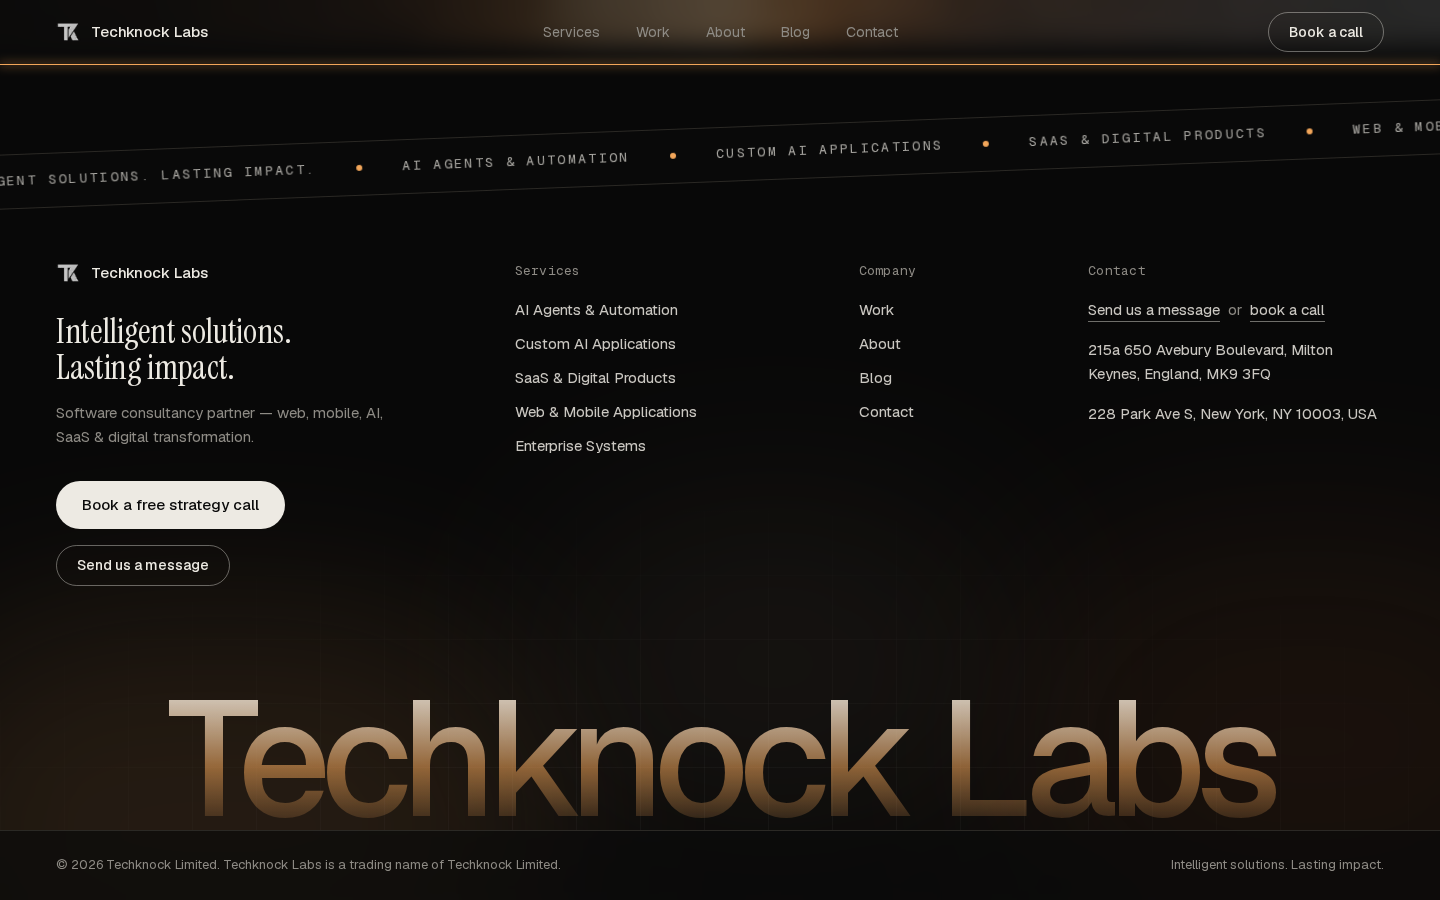 Techknock Labs
Services
Work
About
Blog
Contact
Book a call
GENT SOLUTIONS. LASTING IMPACT. • AI AGENTS & AUTOMATION • CUSTOM AI APPLICATIONS • SAAS & DIGITAL PRODUCTS • WEB & MOB
Techknock Labs
Intelligent solutions.
Lasting impact.
Software consultancy partner — web, mobile, AI,
SaaS & digital transformation.
Book a free strategy call
Send us a message
Services
AI Agents & Automation
Custom AI Applications
SaaS & Digital Products
Web & Mobile Applications
Enterprise Systems
Company
Work
About
Blog
Contact
Contact
Send us a message or book a call
215a 650 Avebury Boulevard, Milton
Keynes, England, MK9 3FQ
228 Park Ave S, New York, NY 10003, USA
Techknock Labs
© 2026 Techknock Limited. Techknock Labs is a trading name of Techknock Limited.
Intelligent solutions. Lasting impact.